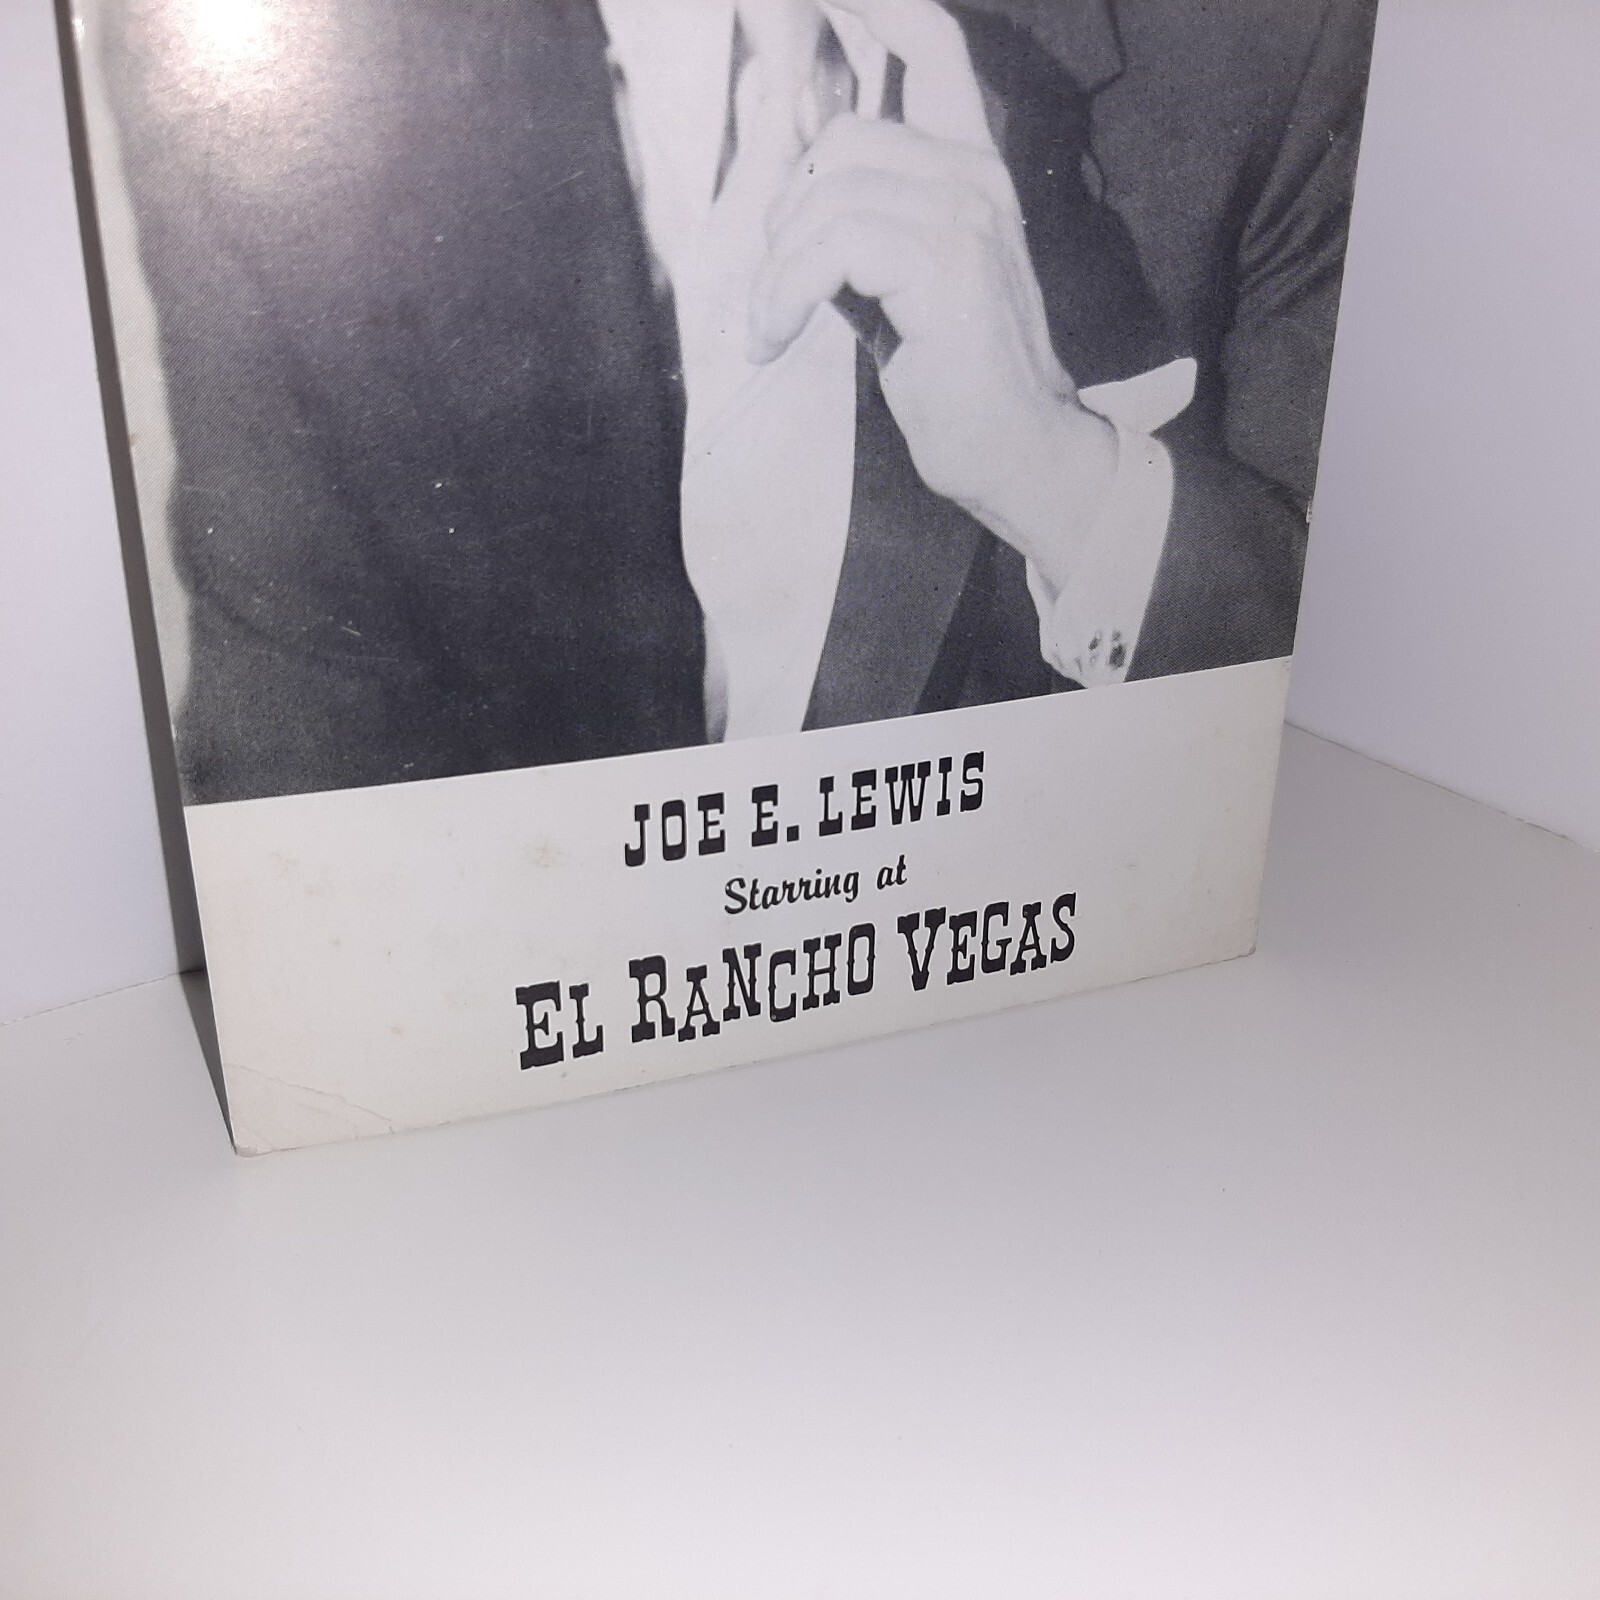 JOE E. LEWIS
Starring at
EL RANCHO VEGAS